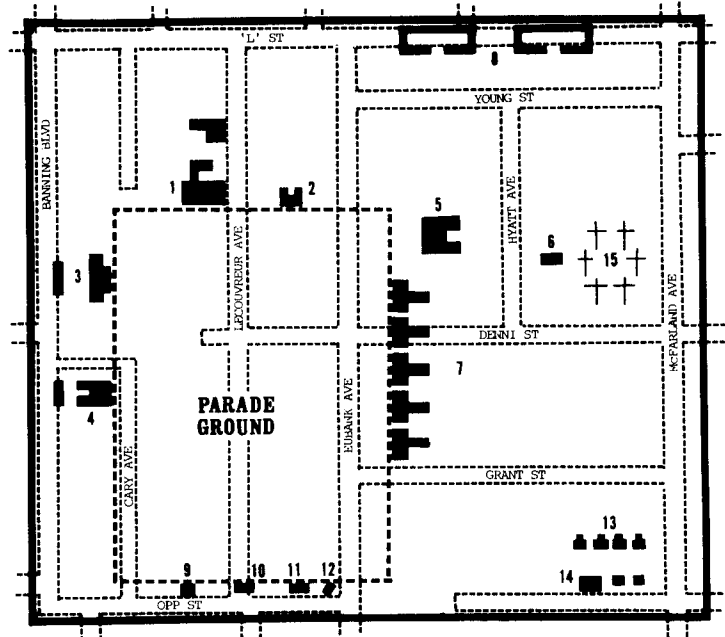 'L' ST
8
YOUNG ST
BANNING BLVD
1
2
HYATT AVE
5
6
15
LECOUVREUR AVE
3
McFARLAND AVE
DENNI ST
7
PARADE
GROUND
EUBANK AVE
4
CARY AVE
GRANT ST
13
9
10
11
12
14
OPP ST